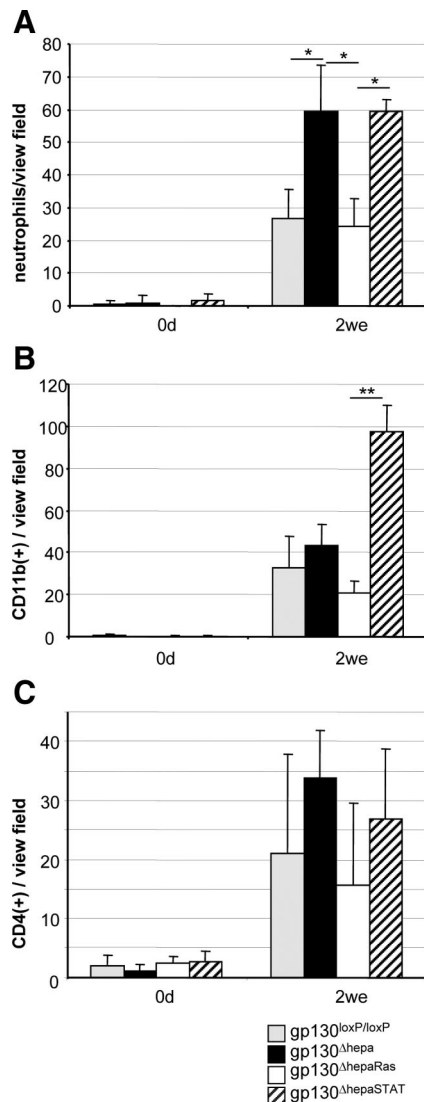 A
neutrophils/view field
80
70
60
50
40
30
20
10
0
* * *
0d 2we
B
CD11b(+) / view field
120
100
80
60
40
20
0
**
0d 2we
C
CD4(+) / view field
40
30
20
10
0
0d 2we
gp130loxP/loxP
gp130Δhepa
gp130ΔhepaRas
gp130ΔhepaSTAT